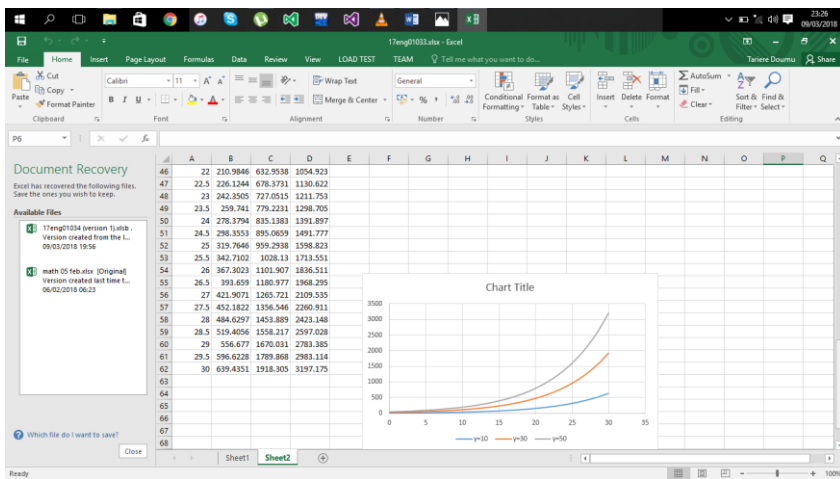 23:26
09/03/2018
17eng01033.xlsx - Excel
File Home Insert Page Layout Formulas Data Review View LOAD TEST TEAM Tell me what you want to do... Tariere Doumu Share
Cut
Copy
Format Painter
Paste
Calibri 11
B I U
Wrap Text
Merge & Center
General
% ,
Conditional Formatting
Format as Table
Cell Styles
Insert Delete Format
AutoSum
Fill
Clear
Sort & Filter
Find & Select
Clipboard Font Alignment Number Styles Cells Editing
P6 fx
Document Recovery
Excel has recovered the following files.
Save the ones you wish to keep.
Available Files
17eng01034 (version 1).xlsb .
Version created from the l...
09/03/2018 19:56
math 05 feb.xlsx [Original]
Version created last time t...
06/02/2018 06:23
Which file do I want to save?
Close
A B C D E F G H I J K L M N O P Q
46 22 210.9846 632.9538 1054.923
47 22.5 226.1244 678.3731 1130.622
48 23 242.3505 727.0515 1211.753
49 23.5 259.741 779.2231 1298.705
50 24 278.3794 835.1383 1391.897
51 24.5 298.3553 895.0659 1491.777
52 25 319.7646 959.2938 1598.823
53 25.5 342.7102 1028.13 1713.551
54 26 367.3023 1101.907 1836.511
55 26.5 393.659 1180.977 1968.295
56 27 421.9071 1265.721 2109.535
57 27.5 452.1822 1356.546 2260.911
58 28 484.6297 1453.889 2423.148
59 28.5 519.4056 1558.217 2597.028
60 29 556.677 1670.031 2783.385
61 29.5 596.6228 1789.868 2983.114
62 30 639.4351 1918.305 3197.175
63
64
65
66
67
68
Chart Title
3500
3000
2500
2000
1500
1000
500
0
0 5 10 15 20 25 30 35
y=10 y=30 y=50
Sheet1 Sheet2
Ready
100%